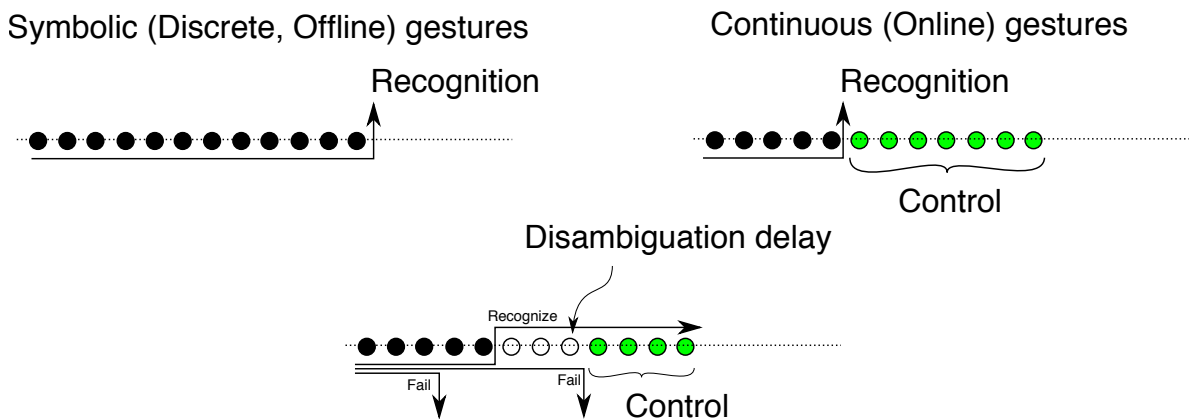 Symbolic (Discrete, Offline) gestures
Continuous (Online) gestures
Recognition
Recognition
Control
Disambiguation delay
Recognize
Fail
Fail
Control